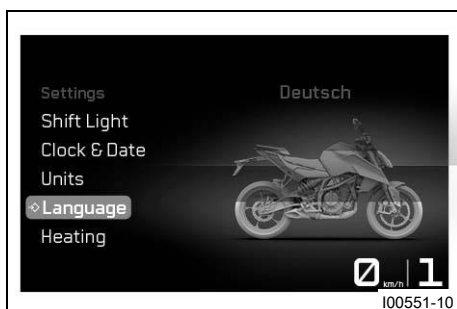 Settings
Deutsch
Shift Light
Clock & Date
Units
Language
Heating
0 km/h 1
I00551-10